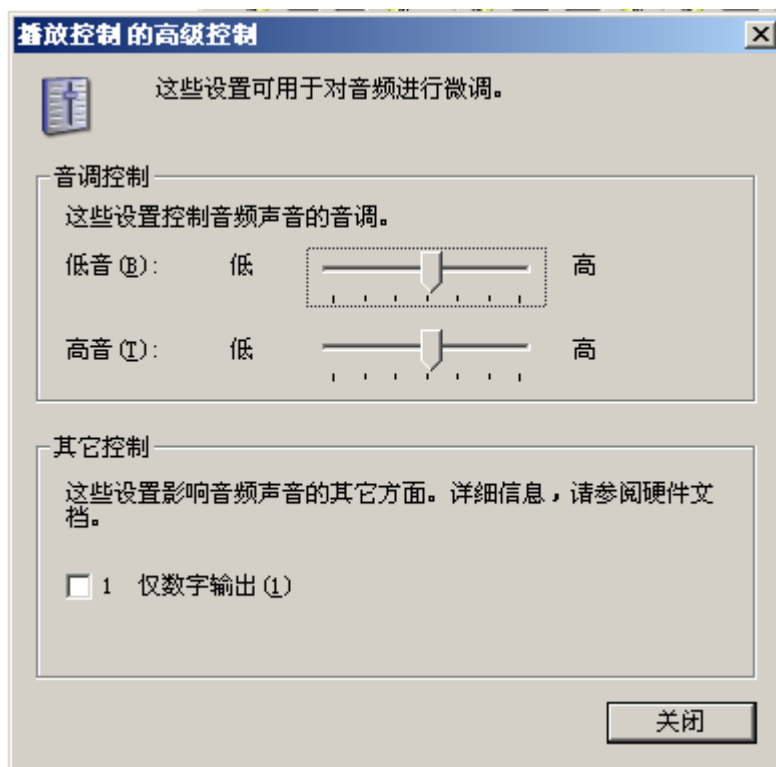 播放控制 的高级控制
这些设置可用于对音频进行微调。
音调控制
这些设置控制音频声音的音调。
低音(B): 低 高
高音(T): 低 高
其它控制
这些设置影响音频声音的其它方面。详细信息，请参阅硬件文
档。
1 仅数字输出(1)
关闭